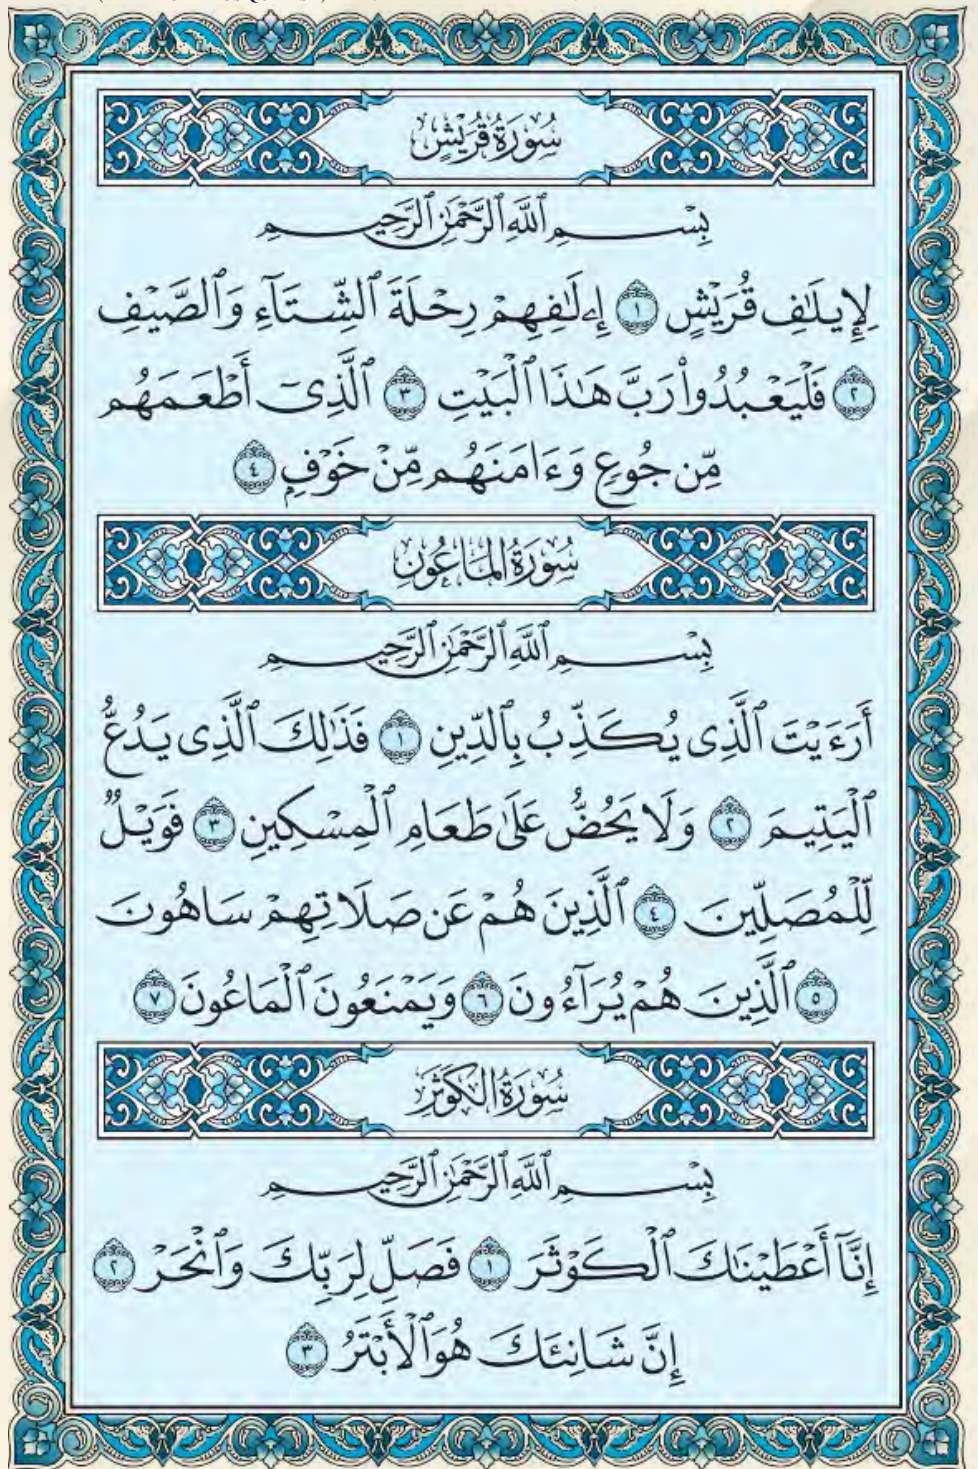 سُورَةُ قُرَيْشٍ
بِسْمِ ٱللَّهِ ٱلرَّحْمَٰنِ ٱلرَّحِيمِ
لِإِيلَٰفِ قُرَيْشٍ ١ إِۦلَٰفِهِمْ رِحْلَةَ ٱلشِّتَآءِ وَٱلصَّيْفِ
٢ فَلْيَعْبُدُوا۟ رَبَّ هَٰذَا ٱلْبَيْتِ ٣ ٱلَّذِىٓ أَطْعَمَهُم
مِّن جُوعٍ وَءَامَنَهُم مِّنْ خَوْفٍۭ ٤
سُورَةُ المَاعُونِ
بِسْمِ ٱللَّهِ ٱلرَّحْمَٰنِ ٱلرَّحِيمِ
أَرَءَيْتَ ٱلَّذِى يُكَذِّبُ بِٱلدِّينِ ١ فَذَٰلِكَ ٱلَّذِى يَدُعُّ
ٱلْيَتِيمَ ٢ وَلَا يَحُضُّ عَلَىٰ طَعَامِ ٱلْمِسْكِينِ ٣ فَوَيْلٌ
لِّلْمُصَلِّينَ ٤ ٱلَّذِينَ هُمْ عَن صَلَاتِهِمْ سَاهُونَ
٥ ٱلَّذِينَ هُمْ يُرَآءُونَ ٦ وَيَمْنَعُونَ ٱلْمَاعُونَ ٧
سُورَةُ الكَوْثَرِ
بِسْمِ ٱللَّهِ ٱلرَّحْمَٰنِ ٱلرَّحِيمِ
إِنَّآ أَعْطَيْنَٰكَ ٱلْكَوْثَرَ ١ فَصَلِّ لِرَبِّكَ وَٱنْحَرْ ٢
إِنَّ شَانِئَكَ هُوَ ٱلْأَبْتَرُ ٣